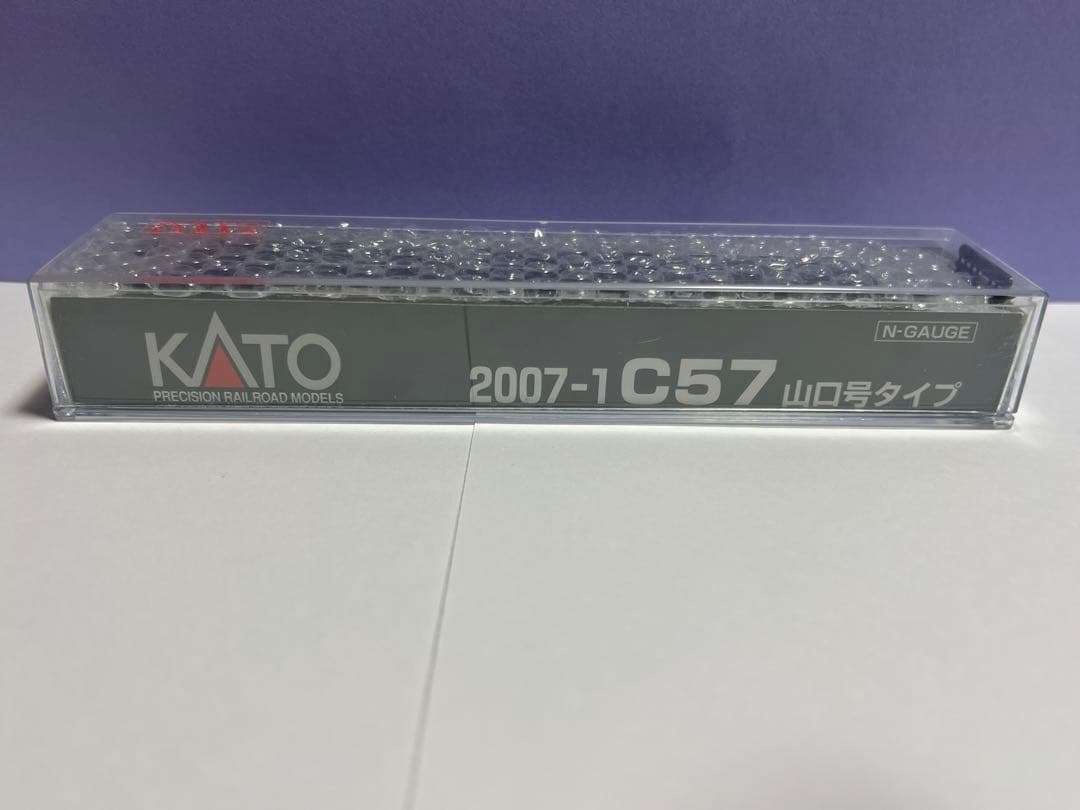 N-GAUGE
KATO
PRECISION RAILROAD MODELS
2007-1 C57 山口号タイプ